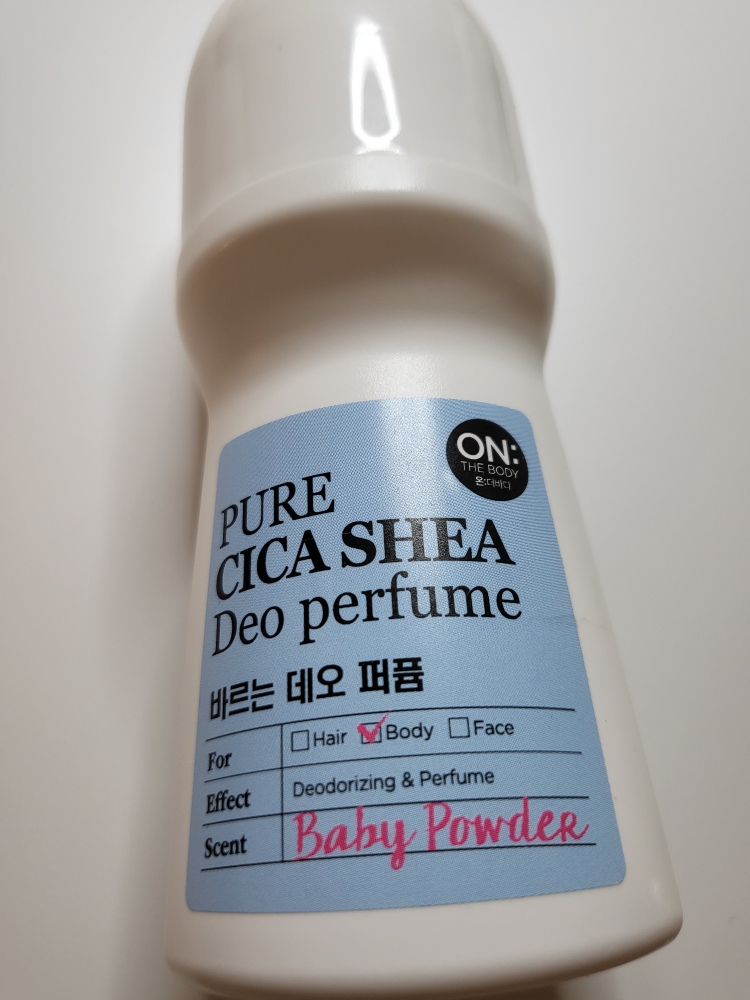 ON:
THE BODY
온:더바디
PURE
CICA SHEA
Deo perfume
바르는 데오 퍼퓸
For Hair Body Face
Effect Deodorizing & Perfume
Scent Baby Powder